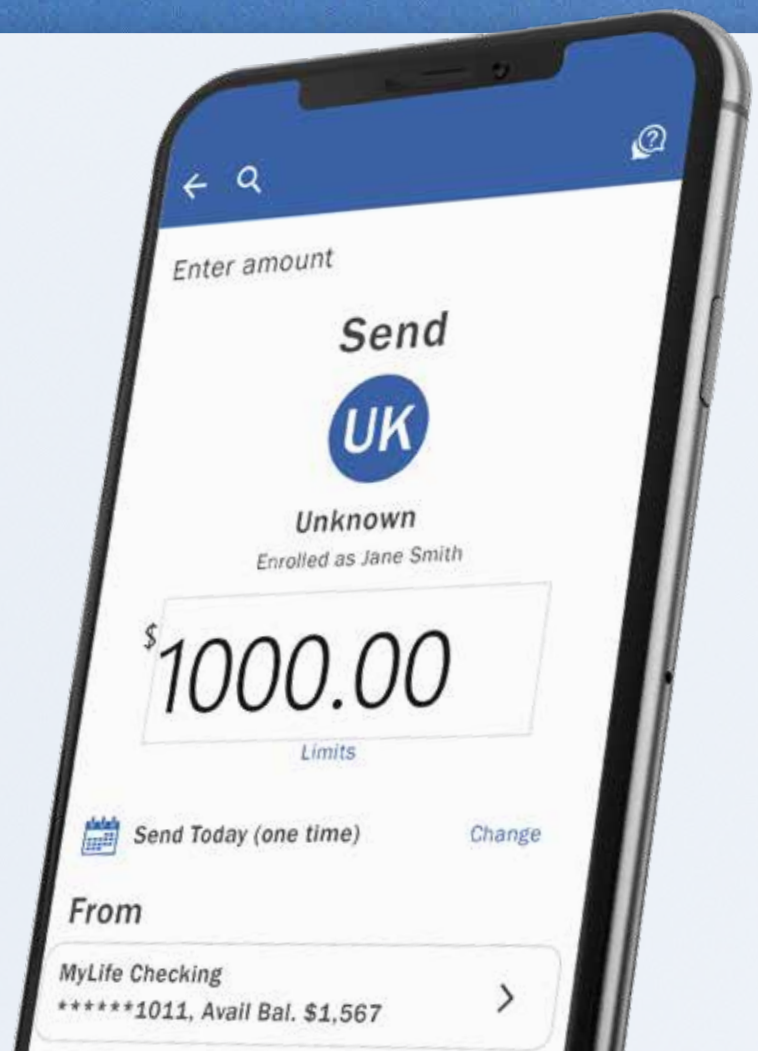 Enter amount
Send
UK
Unknown
Enrolled as Jane Smith
$1000.00
Limits
Send Today (one time) Change
From
MyLife Checking
******1011, Avail Bal. $1,567